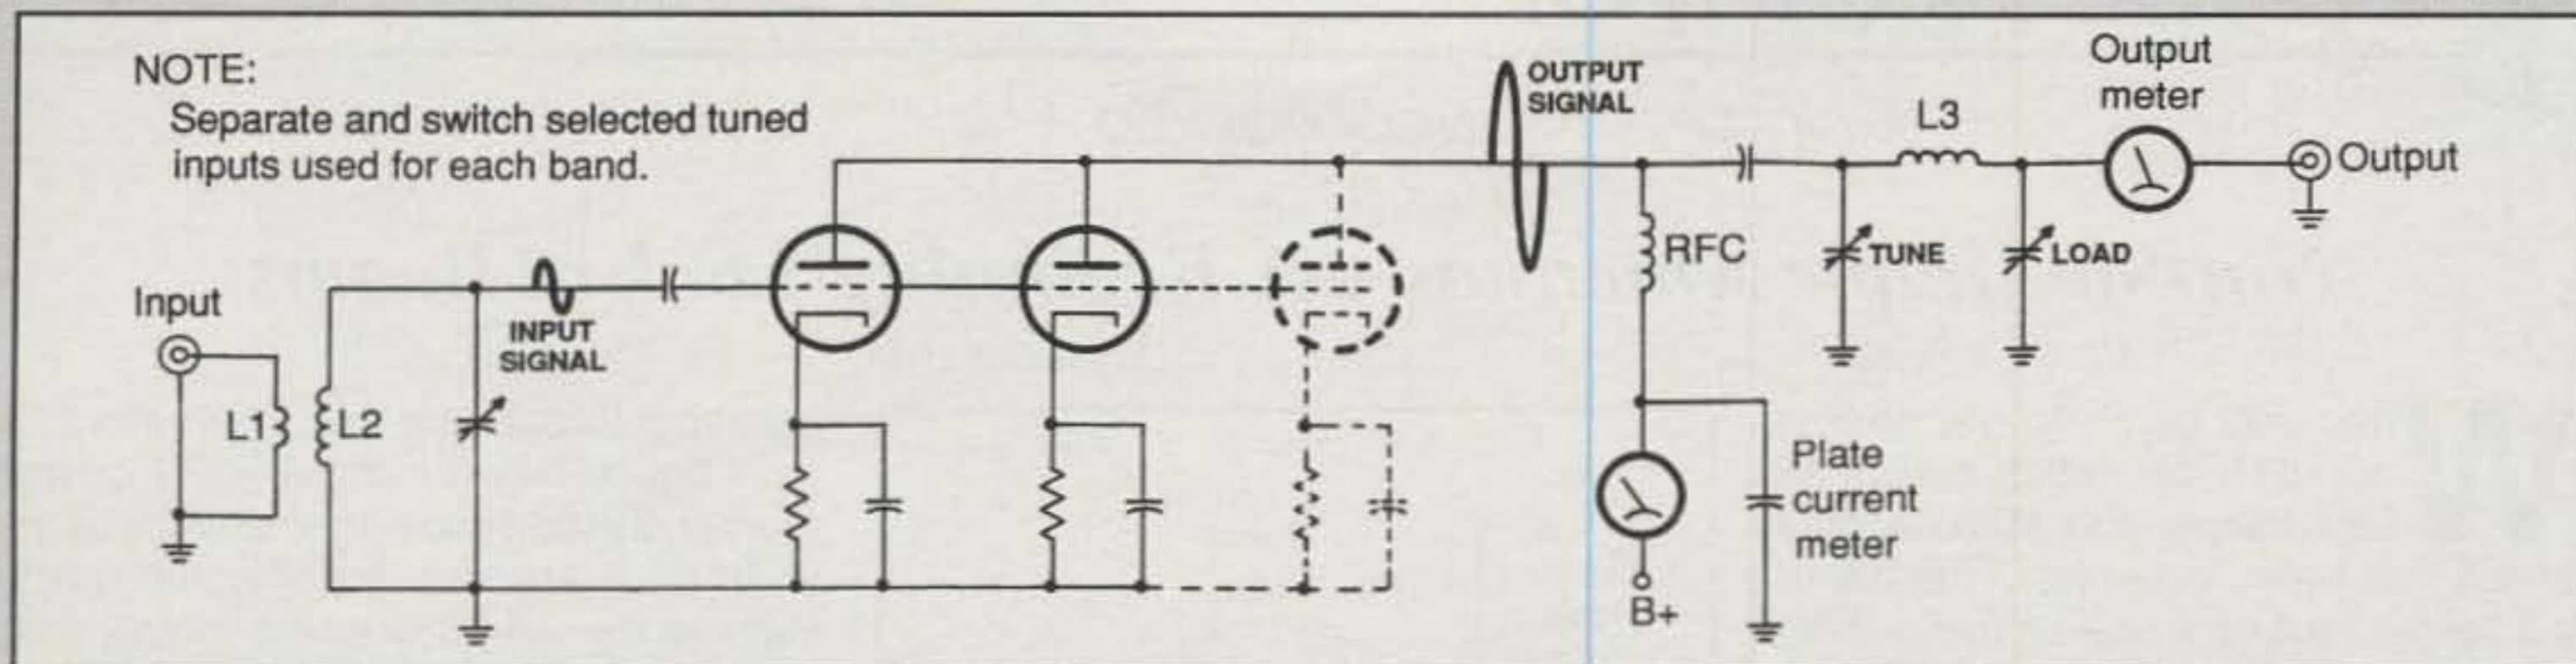 NOTE:
Separate and switch selected tuned
inputs used for each band.
Input
L1
L2
INPUT
SIGNAL
OUTPUT
SIGNAL
RFC
B+
Plate
current
meter
TUNE
L3
LOAD
Output
meter
Output